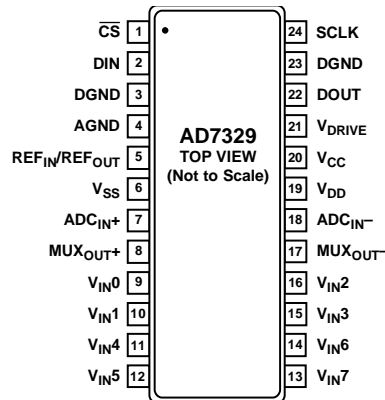 CS 1 24 SCLK
DIN 2 23 DGND
DGND 3 22 DOUT
AGND 4 21 VDRIVE
AD7329
REFIN/REFOUT 5 TOP VIEW 20 VCC
(Not to Scale)
VSS 6 19 VDD
ADCIN+ 7 18 ADCIN–
MUXOUT+ 8 17 MUXOUT–
VIN0 9 16 VIN2
VIN1 10 15 VIN3
VIN4 11 14 VIN6
VIN5 12 13 VIN7